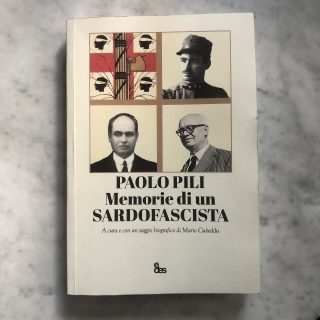 PAOLO PILI
Memorie di un
SARDOFASCISTA
A cura e con un saggio biografico di Mario Cubeddu
edes